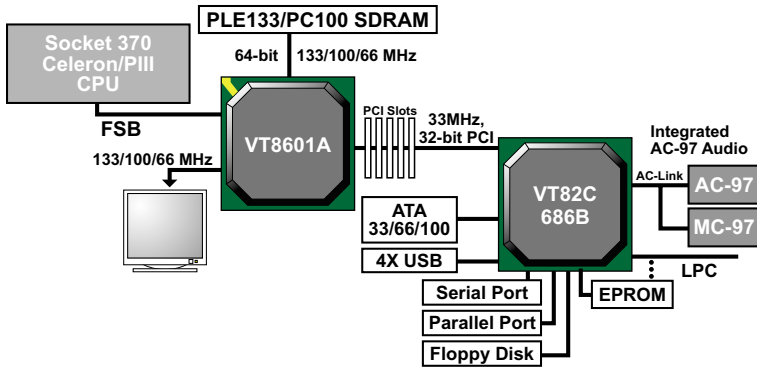 PLE133/PC100 SDRAM
Socket 370
Celeron/PIII
CPU
64-bit
133/100/66 MHz
FSB
VT8601A
PCI Slots
33MHz,
32-bit PCI
133/100/66 MHz
Integrated
AC-97 Audio
AC-Link
AC-97
MC-97
VT82C
686B
ATA
33/66/100
4X USB
LPC
Serial Port
EPROM
Parallel Port
Floppy Disk